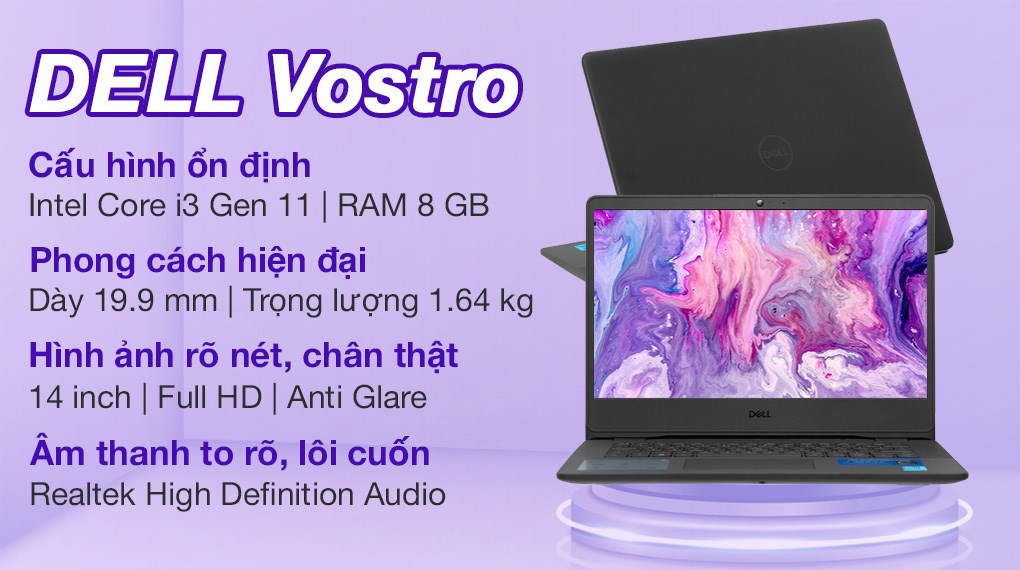 DELL Vostro
Cấu hình ổn định
Intel Core i3 Gen 11 | RAM 8 GB
Phong cách hiện đại
Dày 19.9 mm | Trọng lượng 1.64 kg
Hình ảnh rõ nét, chân thật
14 inch | Full HD | Anti Glare
Âm thanh to rõ, lôi cuốn
Realtek High Definition Audio
DELL
DELL